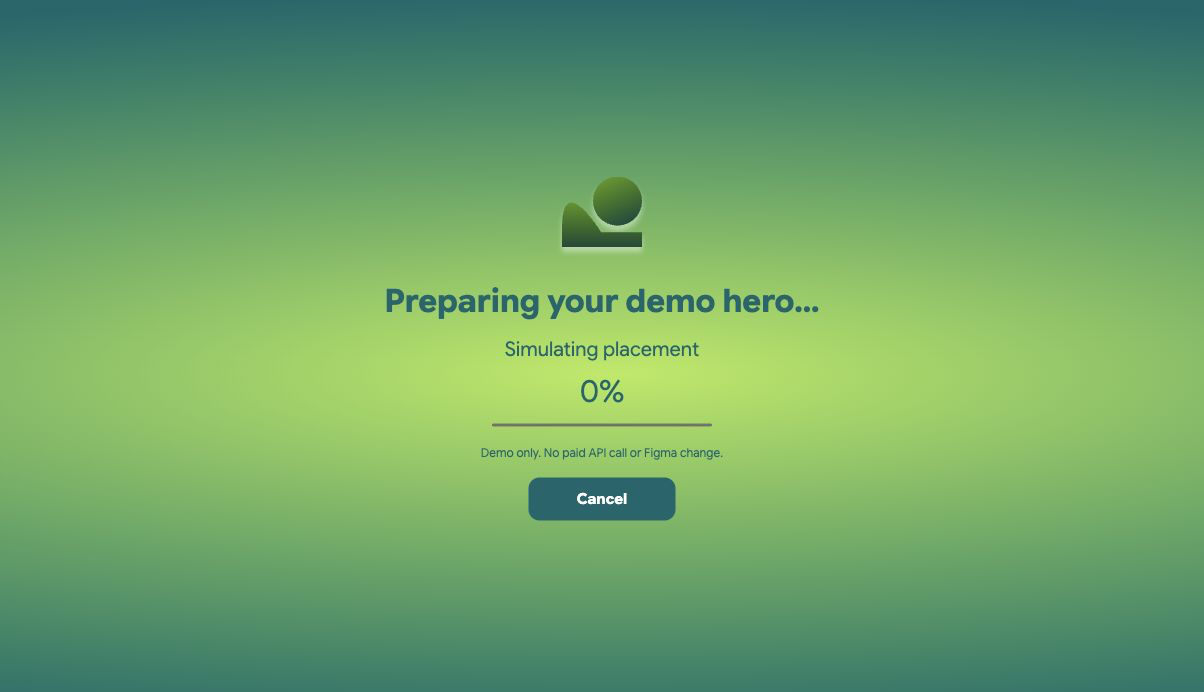 Preparing your demo hero...
Simulating placement
0%
Demo only. No paid API call or Figma change.
Cancel